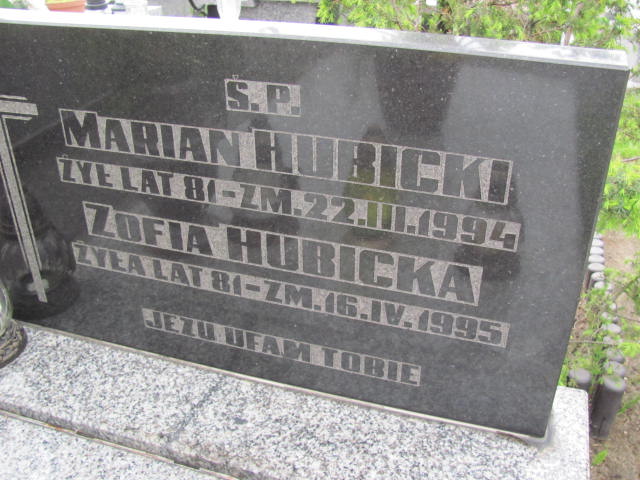 Ś.P.
MARIAN HUBICKI
ŻYŁ LAT 81-ZM.22.III.1994
ZOFIA HUBICKA
ŻYŁA LAT 81-ZM.16.IV.1995
JEZU UFAM TOBIE